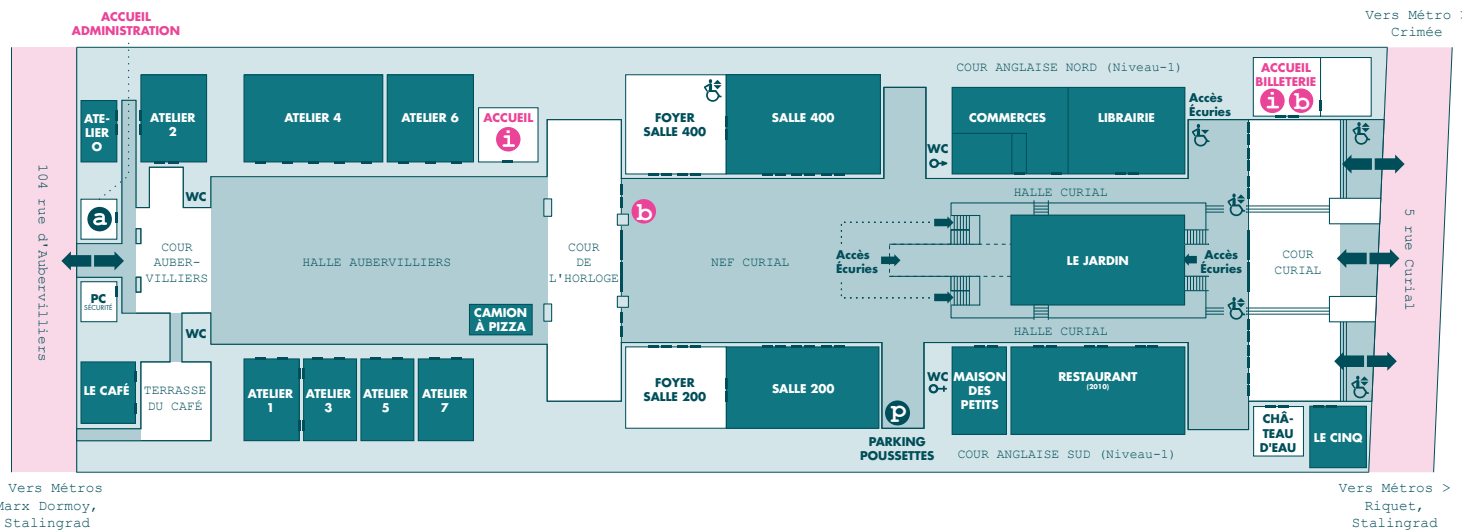 ACCUEIL
ADMINISTRATION
Vers Métro >
Crimée
COUR ANGLAISE NORD (Niveau-1)
ACCUEIL
BILLETERIE
i b
ATE-
LIER
O
ATELIER
2
ATELIER 4
ATELIER 6
ACCUEIL
i
FOYER
SALLE 400
SALLE 400
COMMERCES
LIBRAIRIE
Accès
Écuries
WC
104 rue d'Aubervilliers
a
WC
HALLE CURIAL
b
5 rue Curial
COUR
AUBER-
VILLIERS
HALLE AUBERVILLIERS
COUR
DE
L'HORLOGE
NEF CURIAL
Accès
Écuries
LE JARDIN
Accès
Écuries
COUR
CURIAL
PC
SÉCURITÉ
CAMION
À PIZZA
WC
HALLE CURIAL
LE CAFÉ
TERRASSE
DU CAFÉ
ATELIER
1
ATELIER
3
ATELIER
5
ATELIER
7
FOYER
SALLE 200
SALLE 200
WC
MAISON
DES
PETITS
RESTAURANT
(2010)
p
PARKING
POUSSETTES
COUR ANGLAISE SUD (Niveau-1)
CHÂ-
TEAU
D'EAU
LE CINQ
Vers Métros
Marx Dormoy,
Stalingrad
Vers Métros >
Riquet,
Stalingrad